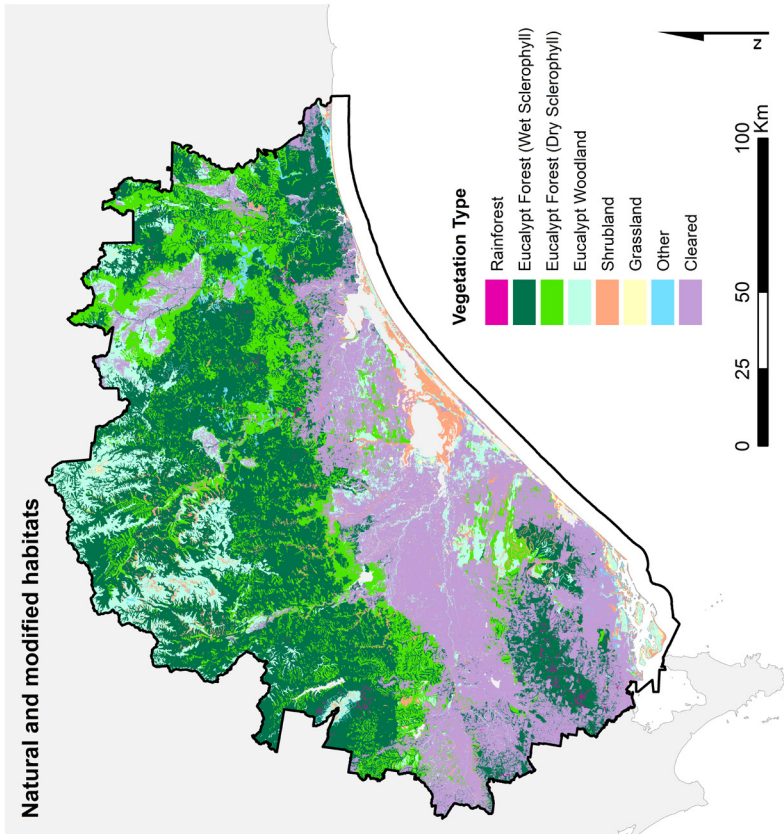 Natural and modified habitats
Vegetation Type
Rainforest
Eucalypt Forest (Wet Sclerophyll)
Eucalypt Forest (Dry Sclerophyll)
Eucalypt Woodland
Shrubland
Grassland
Other
Cleared
0 25 50 100
Km
N